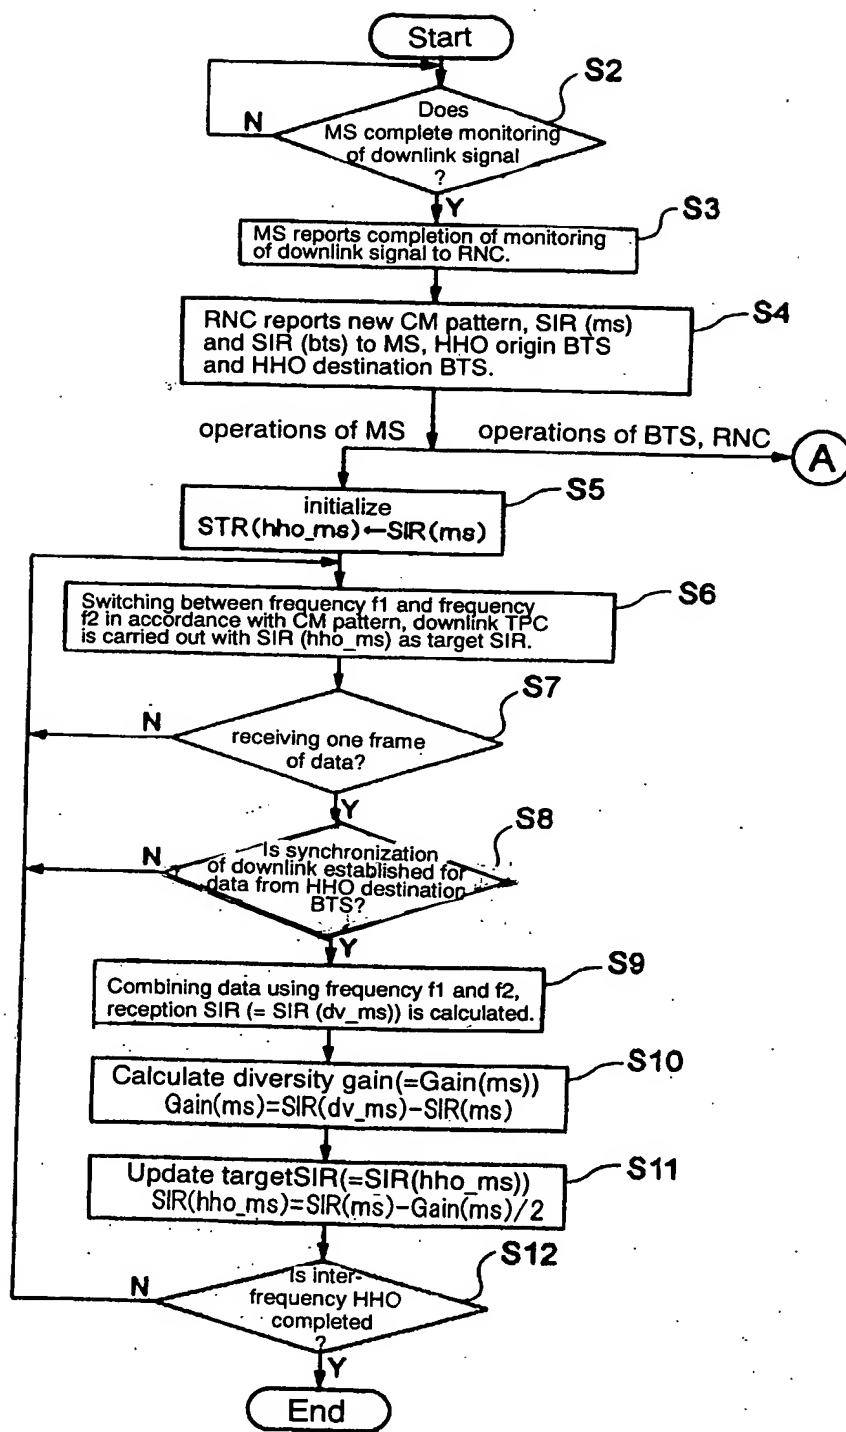 Start
S2
Does
MS complete monitoring
of downlink signal
?
N
Y
S3
MS reports completion of monitoring
of downlink signal to RNC.
S4
RNC reports new CM pattern, SIR (ms)
and SIR (bts) to MS, HHO origin BTS
and HHO destination BTS.
operations of MS
operations of BTS, RNC
A
S5
initialize
STR(hho_ms)←SIR(ms)
S6
Switching between frequency f1 and frequency
f2 in accordance with CM pattern, downlink TPC
is carried out with SIR (hho_ms) as target SIR.
S7
N
receiving one frame
of data?
Y
S8
N
Is synchronization
of downlink established for
data from HHO destination
BTS?
Y
S9
Combining data using frequency f1 and f2,
reception SIR (= SIR (dv_ms)) is calculated.
S10
Calculate diversity gain(=Gain(ms))
Gain(ms)=SIR(dv_ms)-SIR(ms)
S11
Update targetSIR(=SIR(hho_ms))
SIR(hho_ms)=SIR(ms)-Gain(ms)/2
S12
N
Is inter-
frequency HHO
completed
?
Y
End